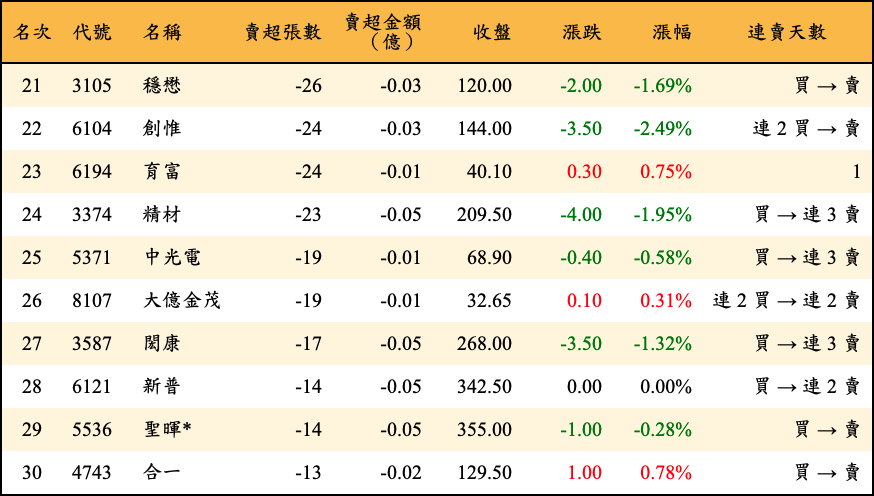 名次 代號 名稱 賣超張數 賣超金額（億） 收盤 漲跌 漲幅 連賣天數
21 3105 穩懋 -26 -0.03 120.00 -2.00 -1.69% 買 → 賣
22 6104 創惟 -24 -0.03 144.00 -3.50 -2.49% 連 2 買 → 賣
23 6194 育富 -24 -0.01 40.10 0.30 0.75% 1
24 3374 精材 -23 -0.05 209.50 -4.00 -1.95% 買 → 連 3 賣
25 5371 中光電 -19 -0.01 68.90 -0.40 -0.58% 買 → 連 3 賣
26 8107 大億金茂 -19 -0.01 32.65 0.10 0.31% 連 2 買 → 連 2 賣
27 3587 閎康 -17 -0.05 268.00 -3.50 -1.32% 買 → 連 3 賣
28 6121 新普 -14 -0.05 342.50 0.00 0.00% 買 → 連 2 賣
29 5536 聖暉* -14 -0.05 355.00 -1.00 -0.28% 買 → 賣
30 4743 合一 -13 -0.02 129.50 1.00 0.78% 買 → 賣